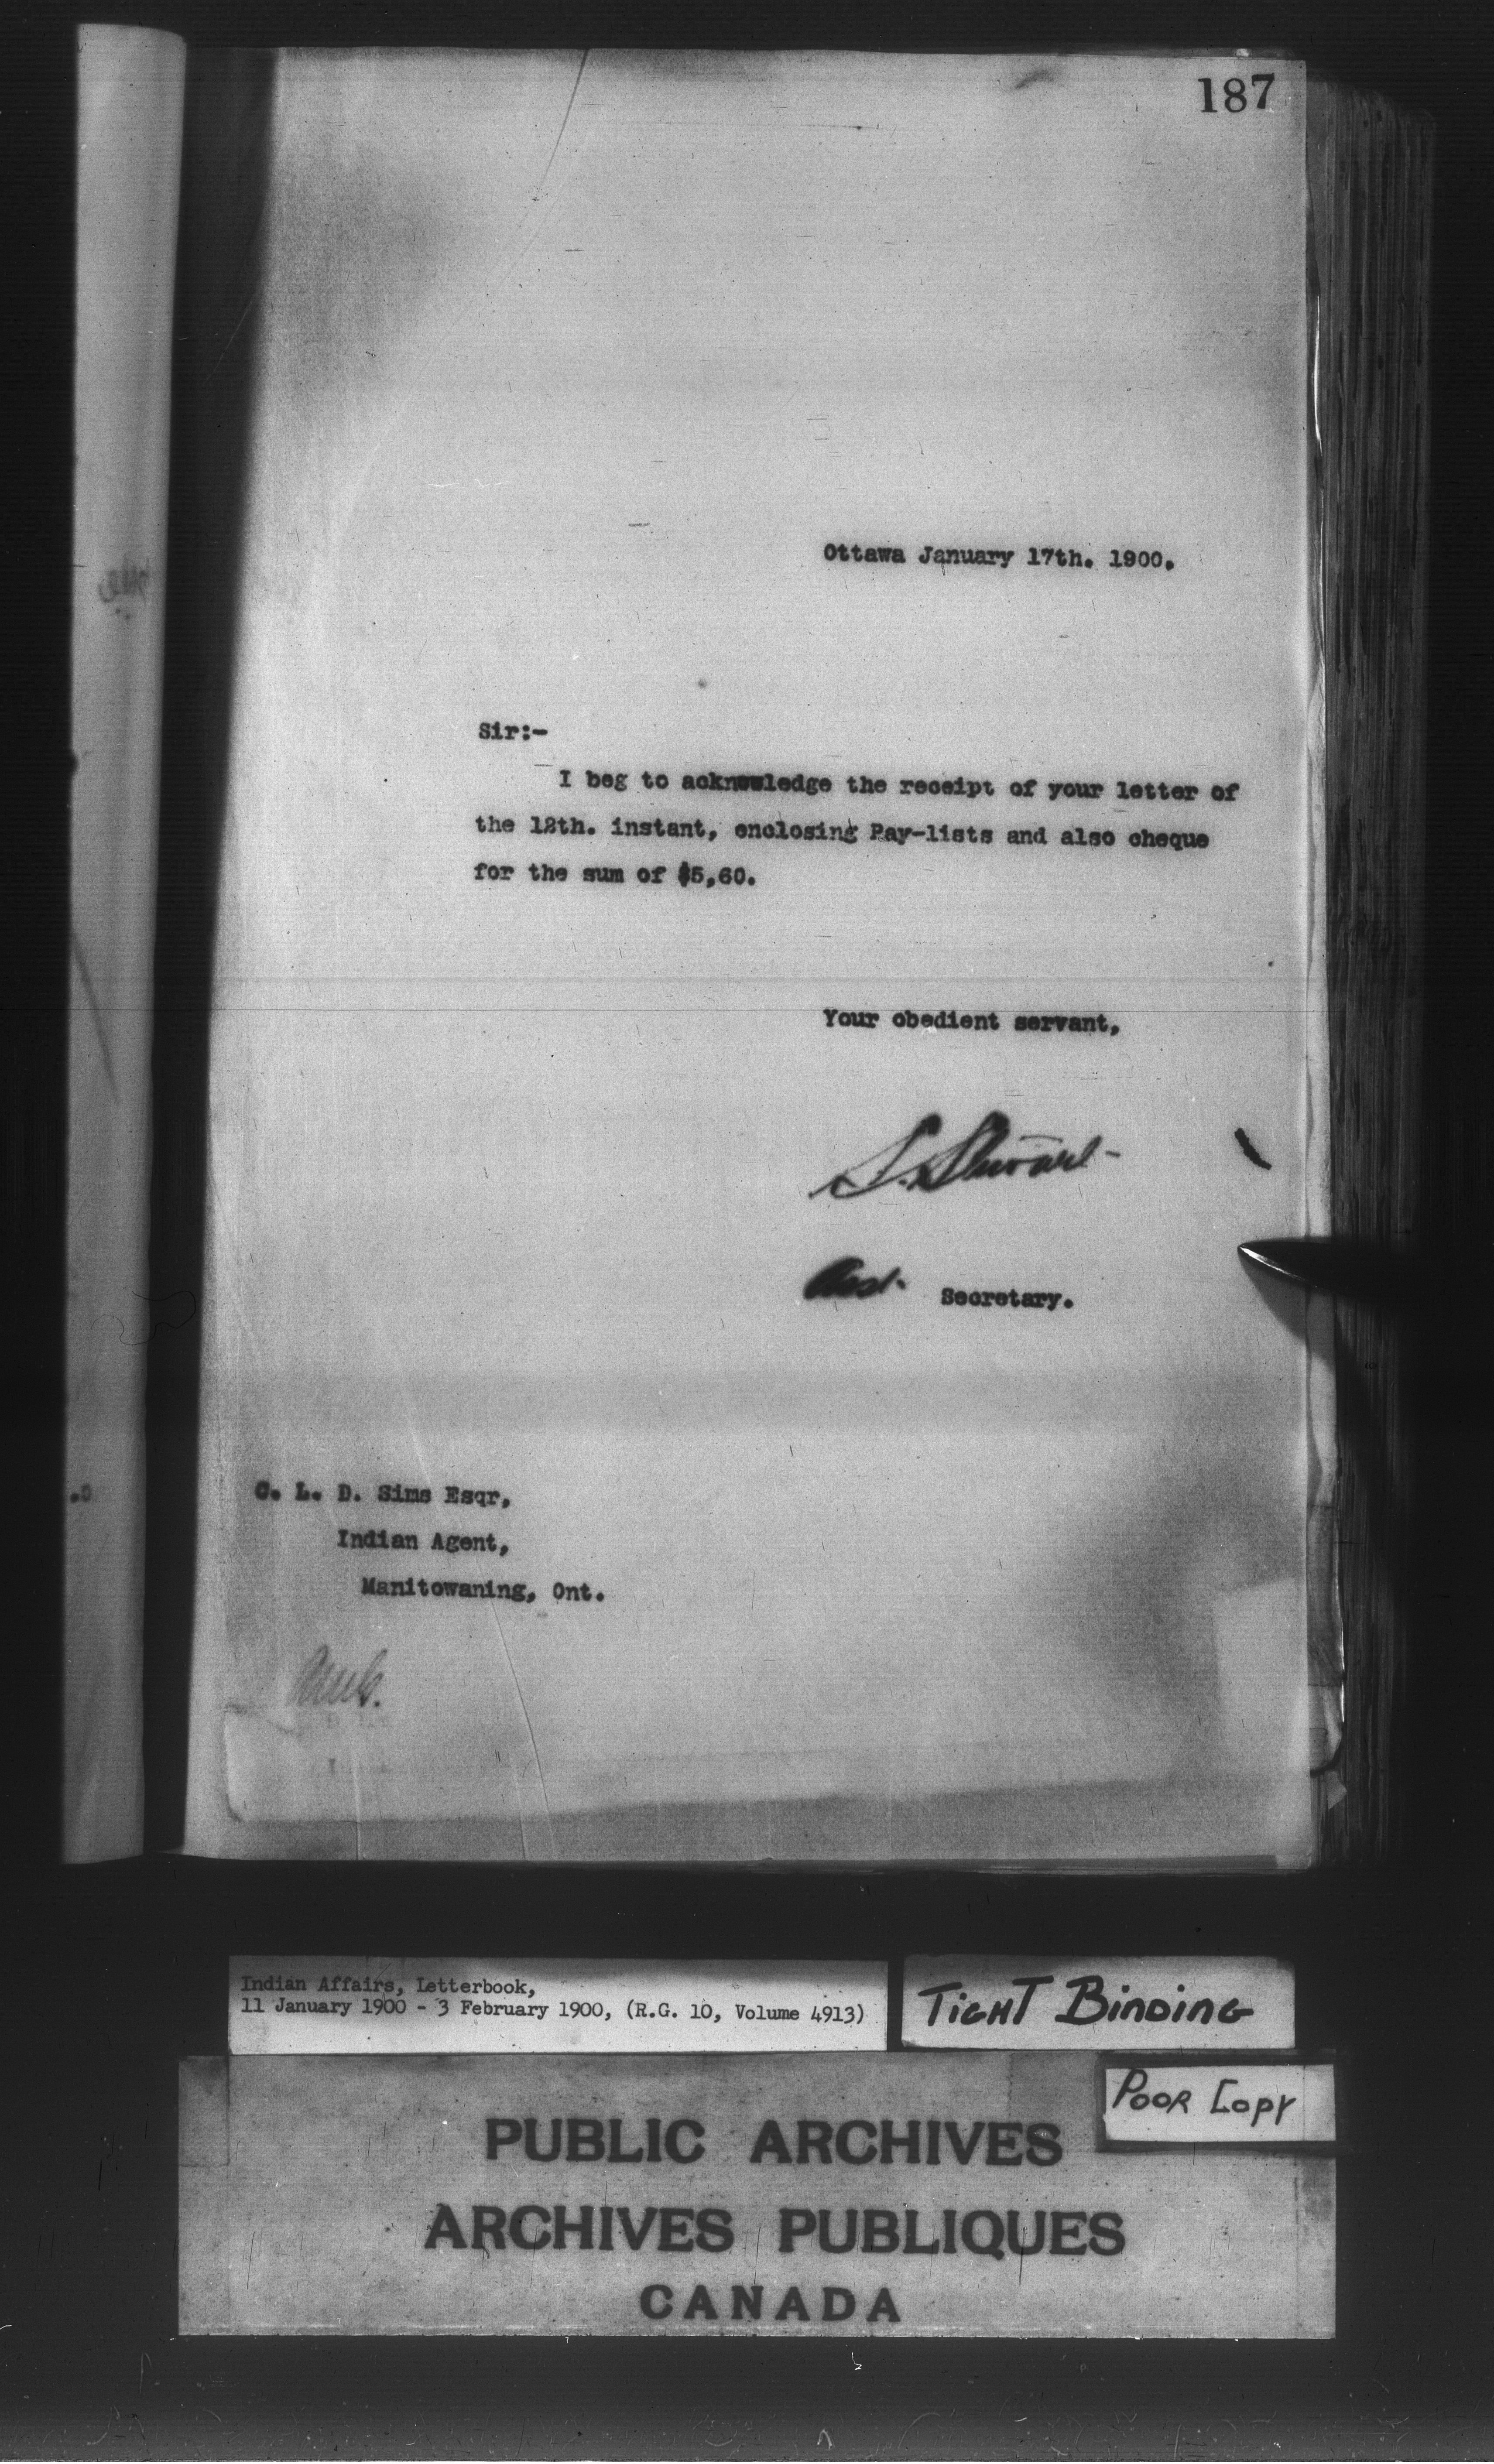 187
Ottawa January 17th. 1900.
Sir:-
I beg to acknowledge the receipt of your letter of
the 12th. instant, enclosing Pay-lists and also cheque
for the sum of $5,60.
Your obedient servant,
S. Stewart
Asst. Secretary.
C. L. D. Sims Esqr,
Indian Agent,
Manitowaning, Ont.
Indian Affairs, Letterbook,
11 January 1900 - 3 February 1900, (R.G. 10, Volume 4913)
TIGHT BINDING
POOR COPY
PUBLIC ARCHIVES
ARCHIVES PUBLIQUES
CANADA